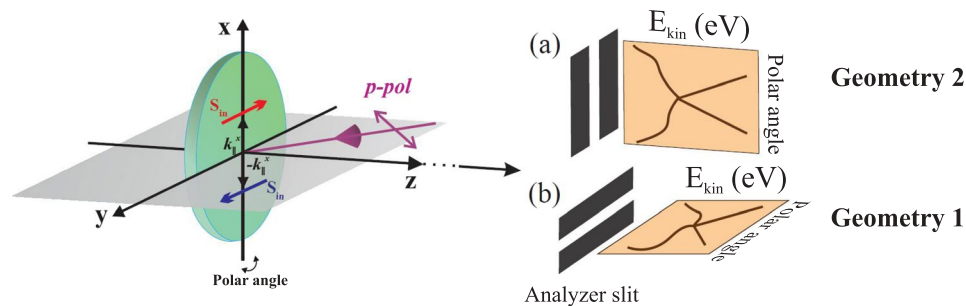 x
S_in
k_∥^x
-k_∥^x
S_in
y
z
p-pol
Polar angle
(a)
E_kin (eV)
Polar angle
Geometry 2
(b)
E_kin (eV)
Polar angle
Geometry 1
Analyzer slit